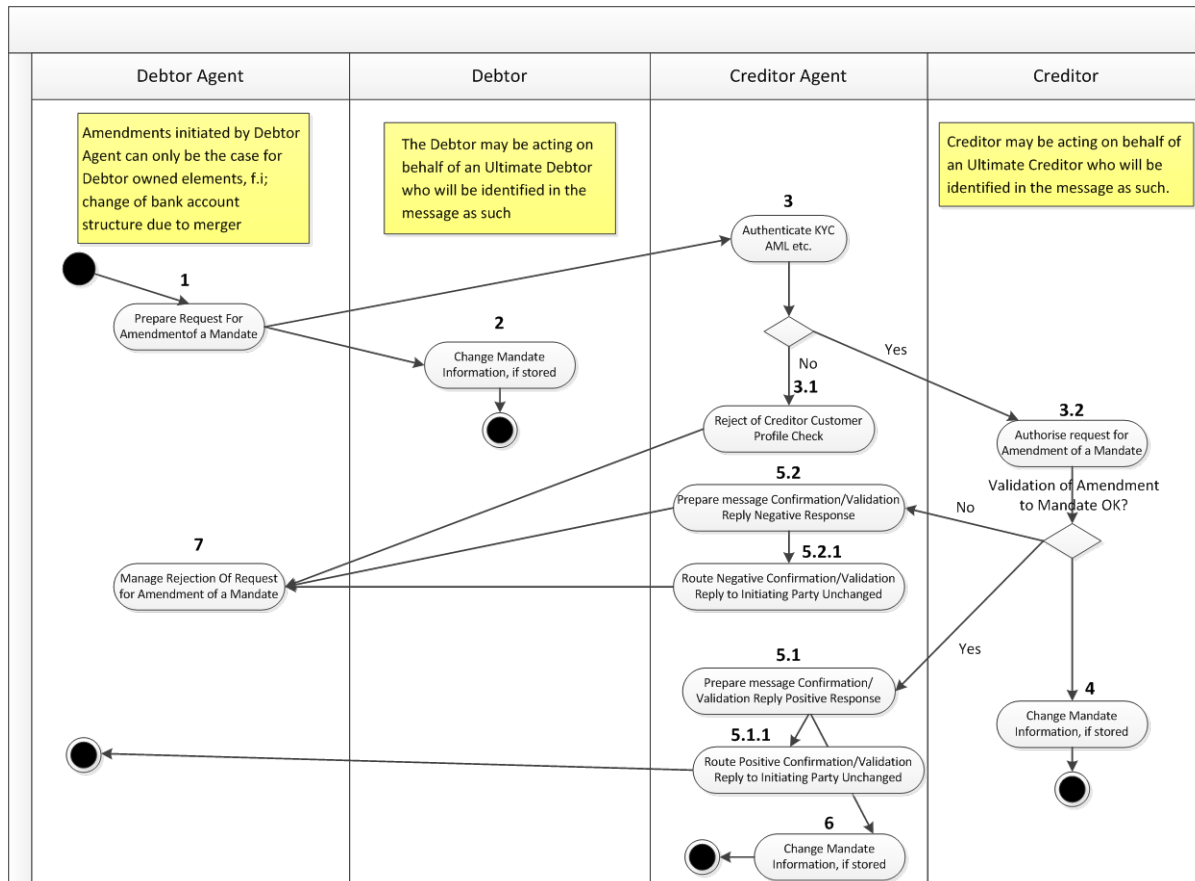 Debtor Agent
Debtor
Creditor Agent
Creditor
Amendments initiated by Debtor
Agent can only be the case for
Debtor owned elements, f.i;
change of bank account
structure due to merger
The Debtor may be acting on
behalf of an Ultimate Debtor
who will be identified in the
message as such
Creditor may be acting on behalf of
an Ultimate Creditor who will be
identified in the message as such.
3
Authenticate KYC
AML etc.
1
Prepare Request For
Amendmentof a Mandate
2
Change Mandate
Information, if stored
Yes
No
3.1
Reject of Creditor Customer
Profile Check
3.2
Authorise request for
Amendment of a Mandate
Validation of Amendment
to Mandate OK?
5.2
Prepare message Confirmation/Validation
Reply Negative Response
No
5.2.1
Route Negative Confirmation/Validation
Reply to Initiating Party Unchanged
7
Manage Rejection Of Request
for Amendment of a Mandate
Yes
5.1
Prepare message Confirmation/
Validation Reply Positive Response
4
Change Mandate
Information, if stored
5.1.1
Route Positive Confirmation/Validation
Reply to Initiating Party Unchanged
6
Change Mandate
Information, if stored